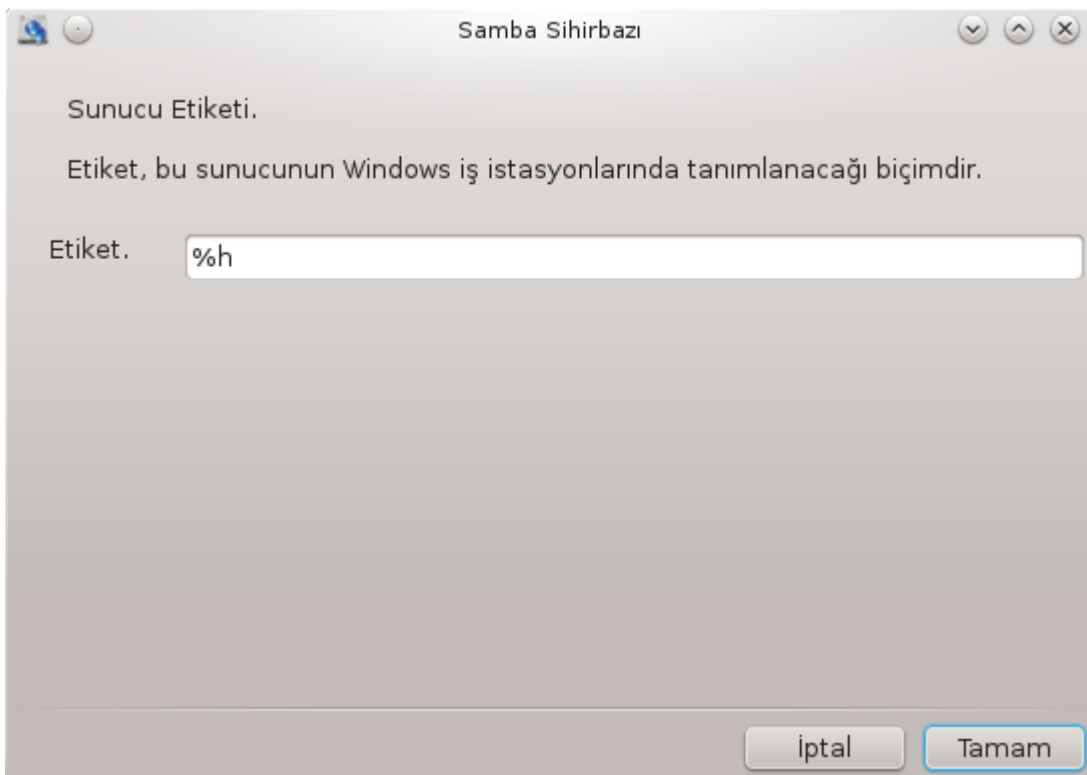 Samba Sihirbazı
Sunucu Etiketi.
Etiket, bu sunucunun Windows iş istasyonlarında tanımlanacağı biçimdir.
Etiket. %h
İptal Tamam